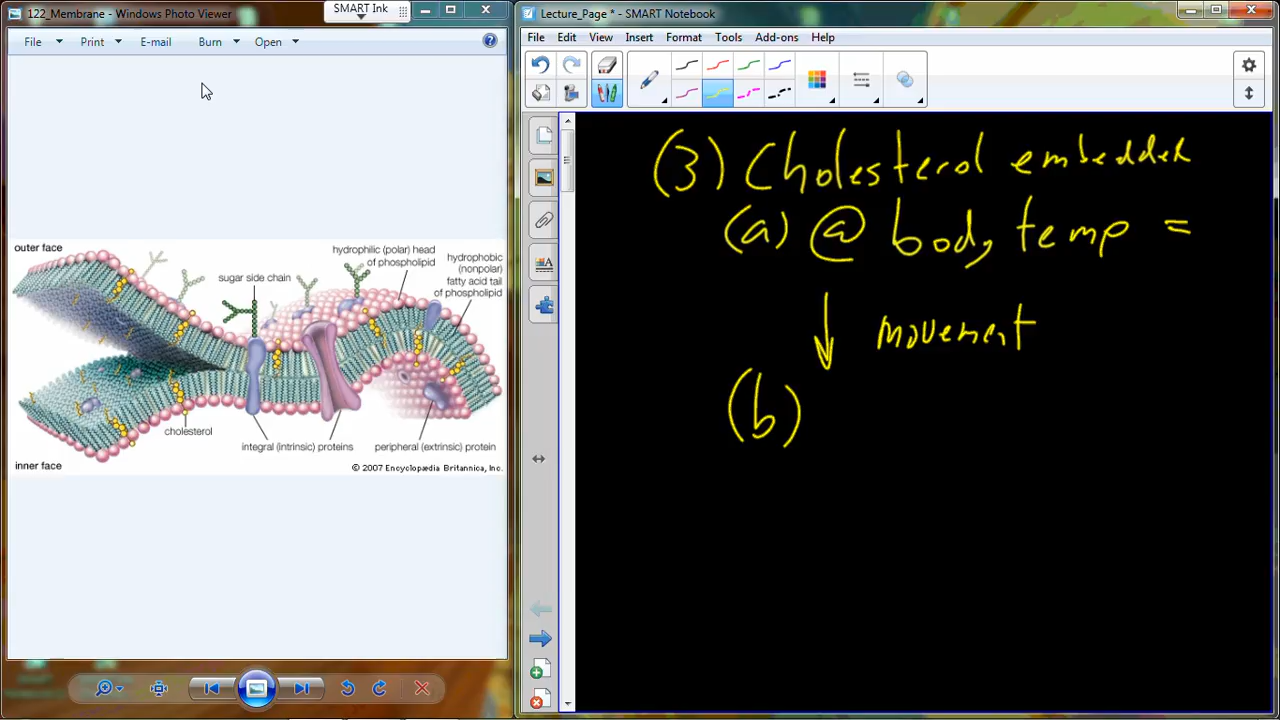 122_Membrane - Windows Photo Viewer
SMART Ink
File Print E-mail Burn Open
outer face
sugar side chain
hydrophilic (polar) head
of phospholipid
hydrophobic
(nonpolar)
fatty acid tail
of phospholipid
cholesterol
integral (intrinsic) proteins
peripheral (extrinsic) protein
inner face
© 2007 Encyclopædia Britannica, Inc.
Lecture_Page * - SMART Notebook
File Edit View Insert Format Tools Add-ons Help
(3) Cholesterol embedded
(a) @ body temp =
↓ movement
(b)